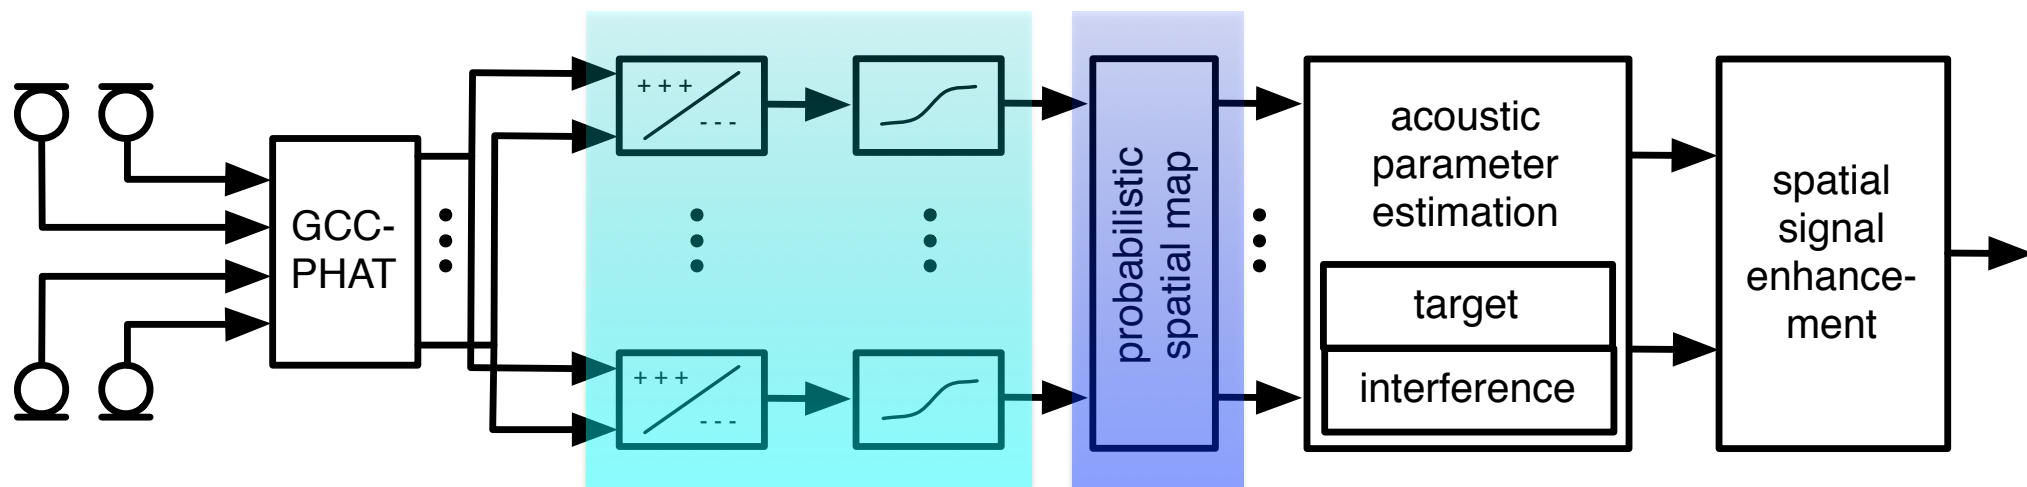 GCC-
PHAT
+ + +
- - -
+ + +
- - -
probabilistic
spatial map
acoustic
parameter
estimation
target
interference
spatial
signal
enhance-
ment